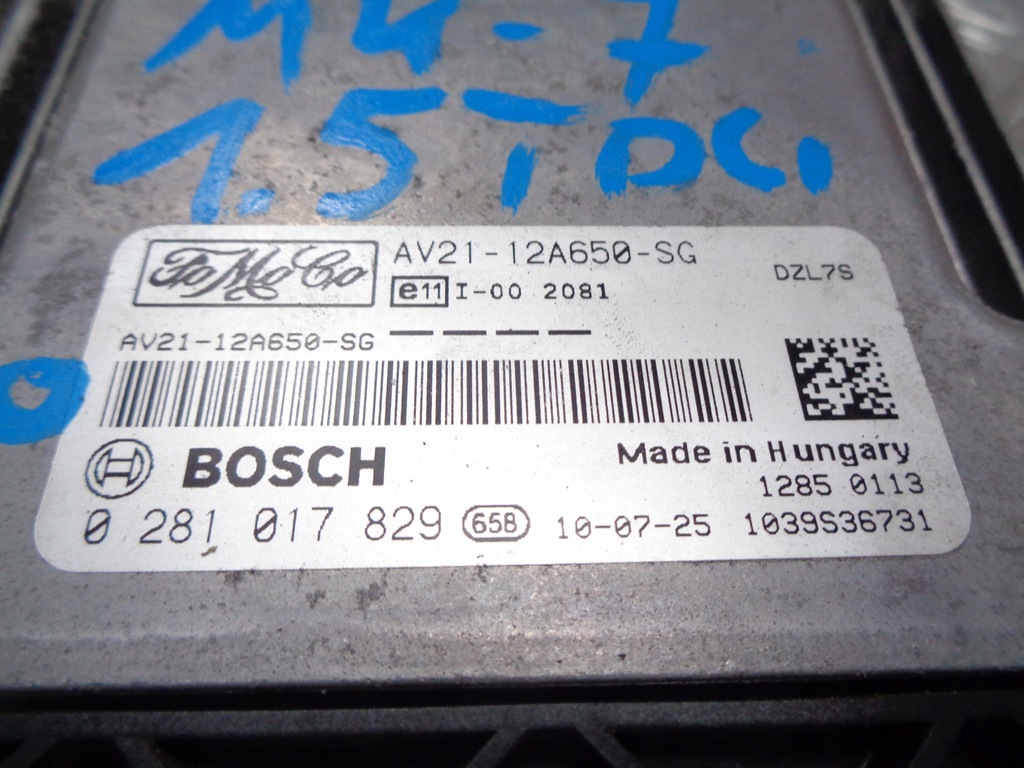 MK-7
1.5 TDCi
FoMoCo
AV21-12A650-SG
DZL7S
e11 I-00 2081
AV21-12A650-SG
BOSCH
Made in Hungary
1285 0113
0 281 017 829 658 10-07-25 1039S36731